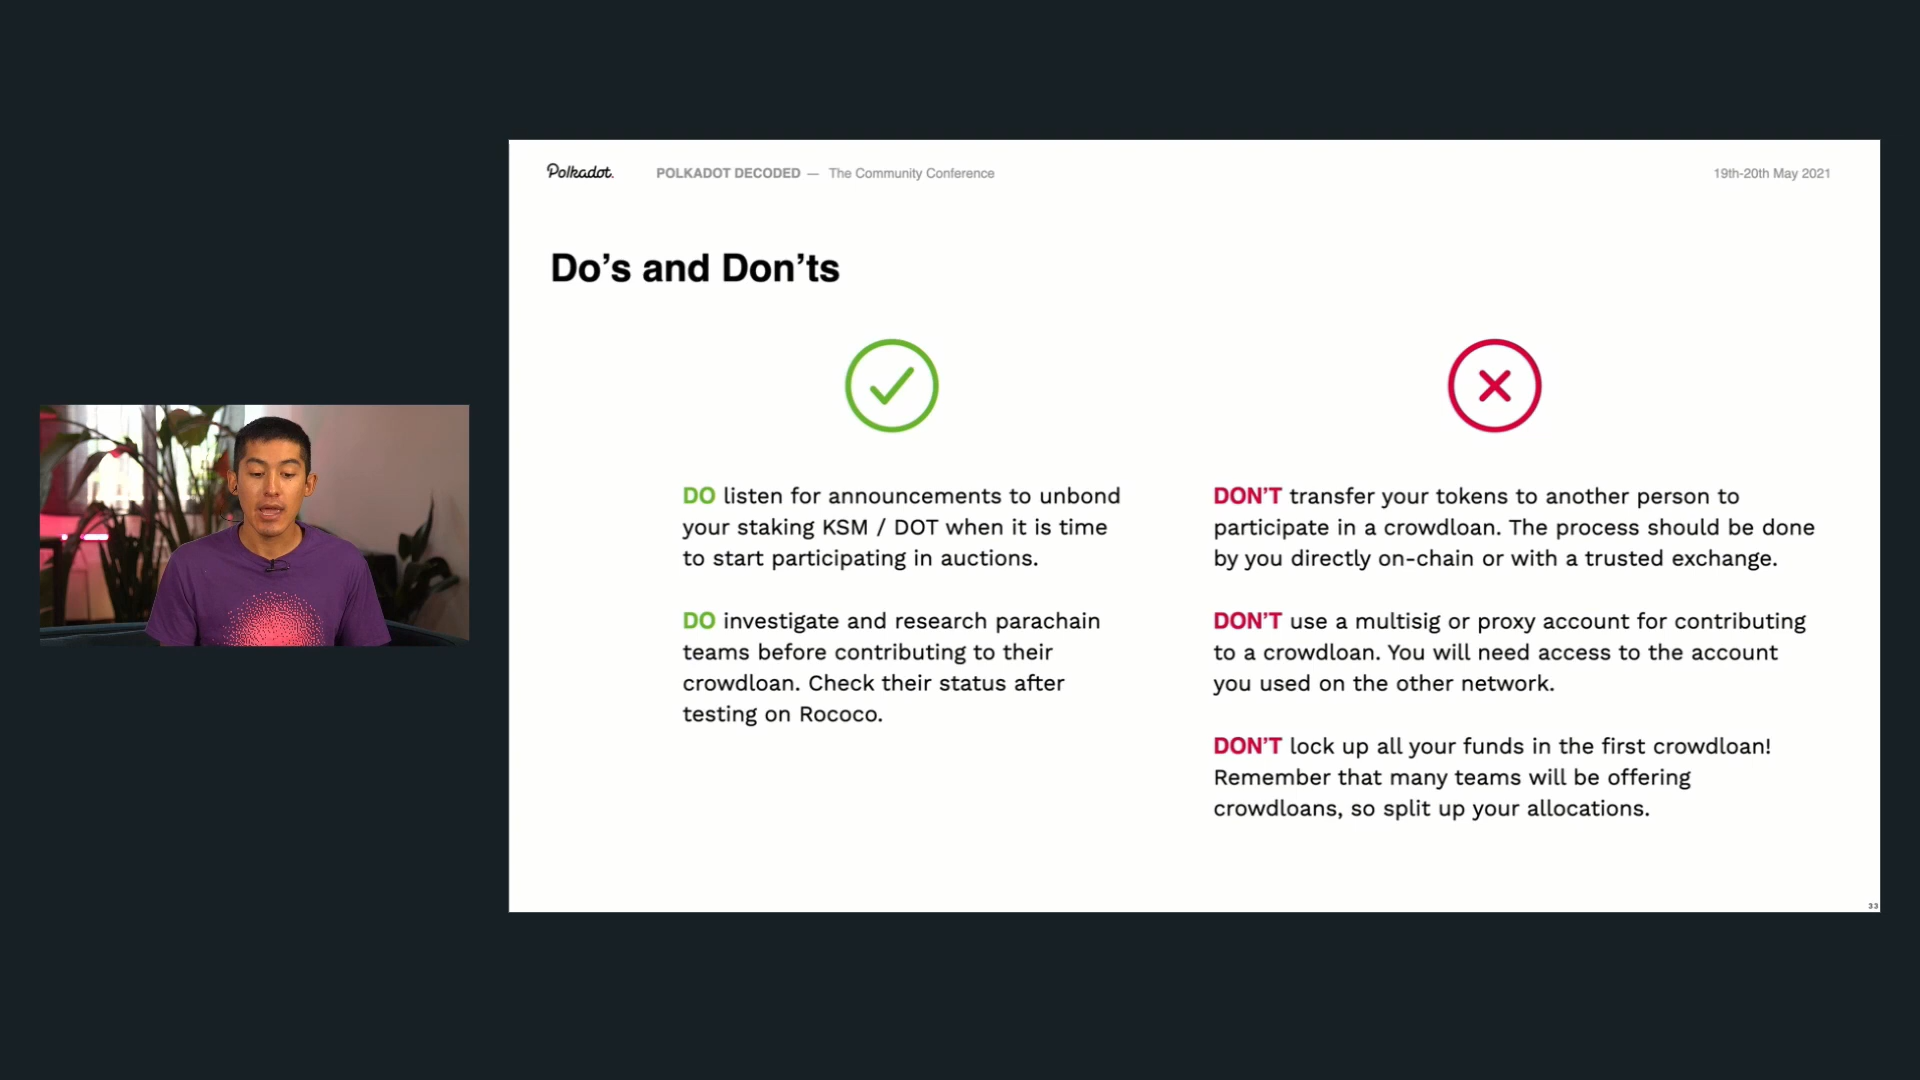 Polkadot.
POLKADOT DECODED — The Community Conference
19th-20th May 2021
Do’s and Don’ts
DO listen for announcements to unbond
your staking KSM / DOT when it is time
to start participating in auctions.
DO investigate and research parachain
teams before contributing to their
crowdloan. Check their status after
testing on Rococo.
DON’T transfer your tokens to another person to
participate in a crowdloan. The process should be done
by you directly on-chain or with a trusted exchange.
DON’T use a multisig or proxy account for contributing
to a crowdloan. You will need access to the account
you used on the other network.
DON’T lock up all your funds in the first crowdloan!
Remember that many teams will be offering
crowdloans, so split up your allocations.
33